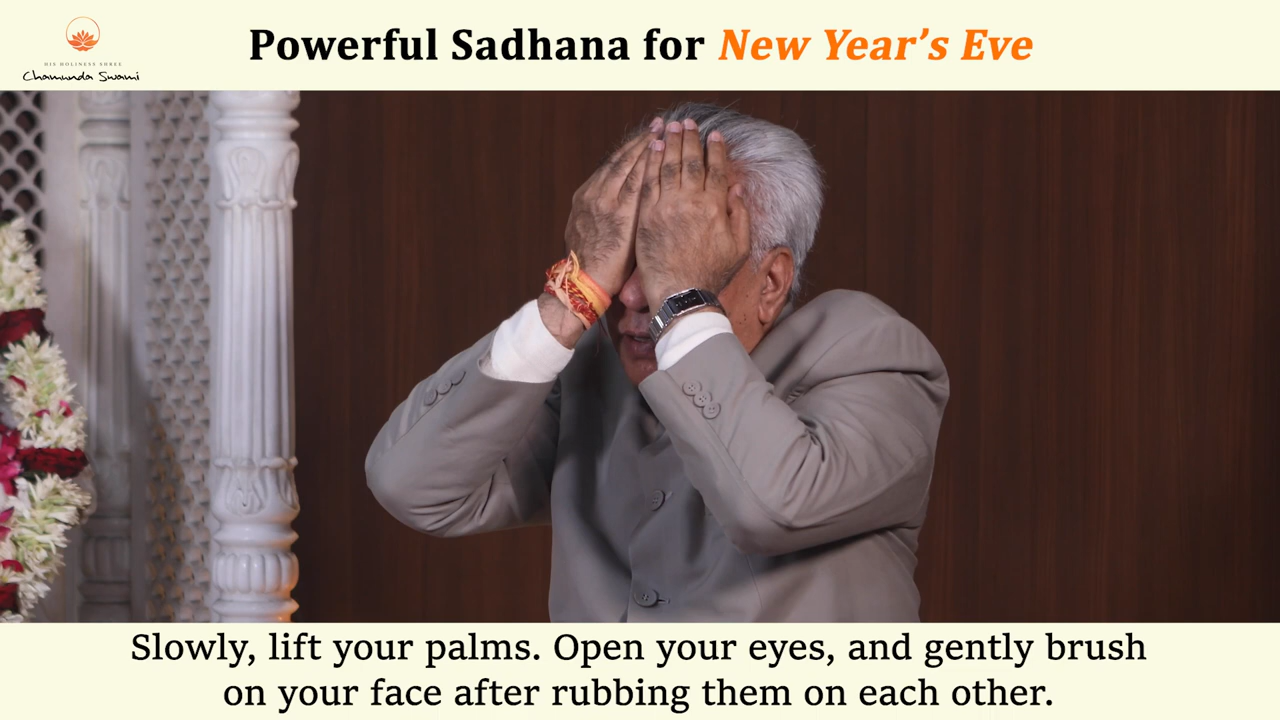 Powerful Sadhana for New Year's Eve
HIS HOLINESS SHREE
Chamunda Swami
Slowly, lift your palms. Open your eyes, and gently brush
on your face after rubbing them on each other.